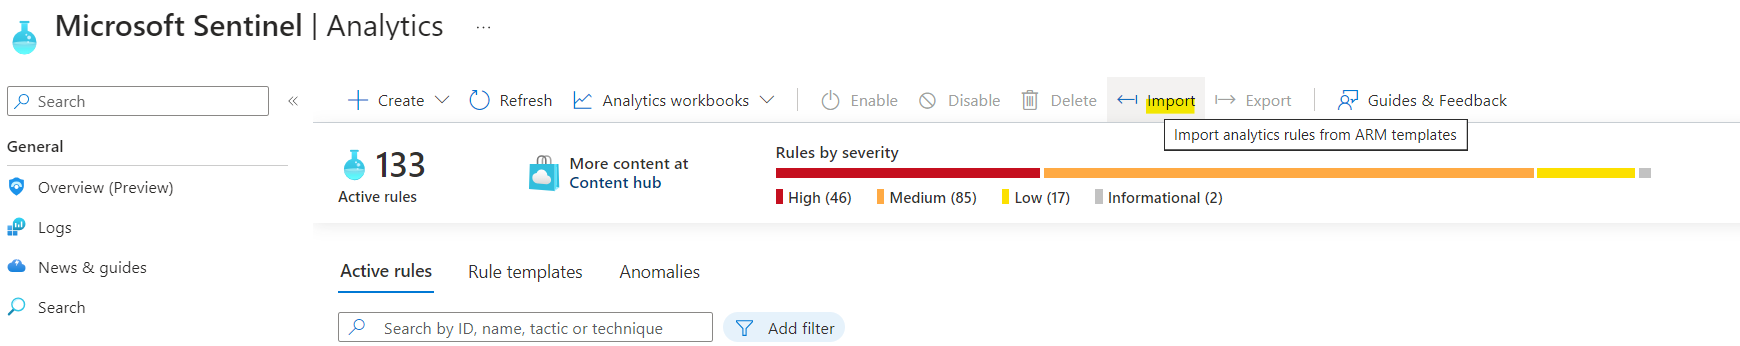 Microsoft Sentinel | Analytics ...
Search «
Create Refresh Analytics workbooks Enable Disable Delete Import Export Guides & Feedback
Import analytics rules from ARM templates
General
Overview (Preview)
Logs
News & guides
Search
133
Active rules
More content at
Content hub
Rules by severity
High (46) Medium (85) Low (17) Informational (2)
Active rules Rule templates Anomalies
Search by ID, name, tactic or technique Add filter